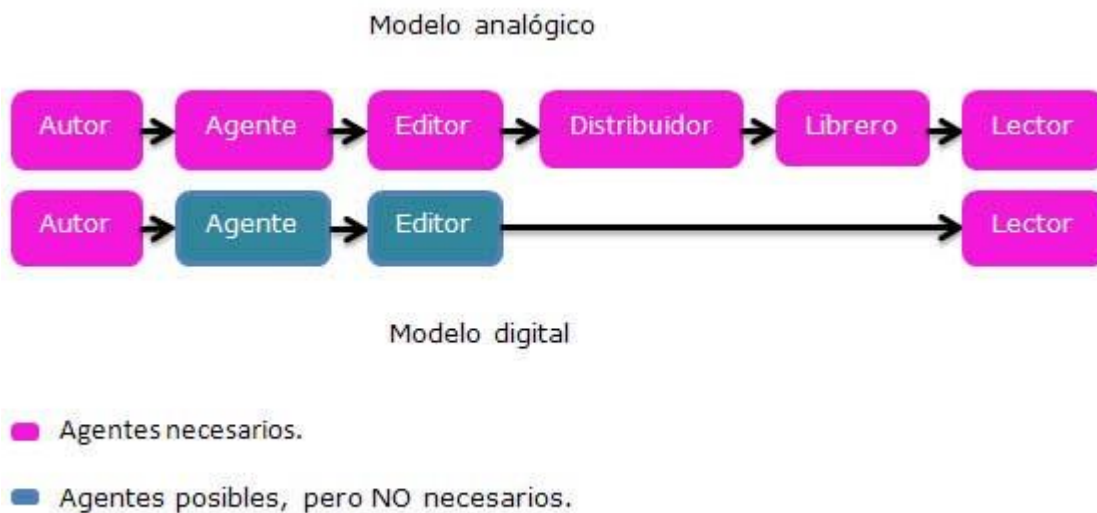 Modelo analógico
Autor Agente Editor Distribuidor Librero Lector
Autor Agente Editor Lector
Modelo digital
Agentes necesarios.
Agentes posibles, pero NO necesarios.